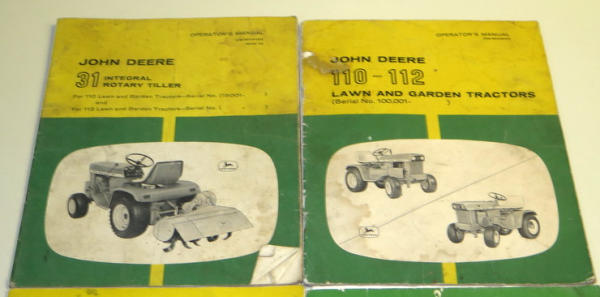 OPERATOR'S MANUAL
JOHN DEERE
31 INTEGRAL
ROTARY TILLER
For 110 Lawn and Garden Tractors—Serial No. (
and
For 112 Lawn and Garden Tractors—Serial No. ( )
OPERATOR'S MANUAL
JOHN DEERE
110-112
LAWN AND GARDEN TRACTORS
(Serial No. 100,001- )